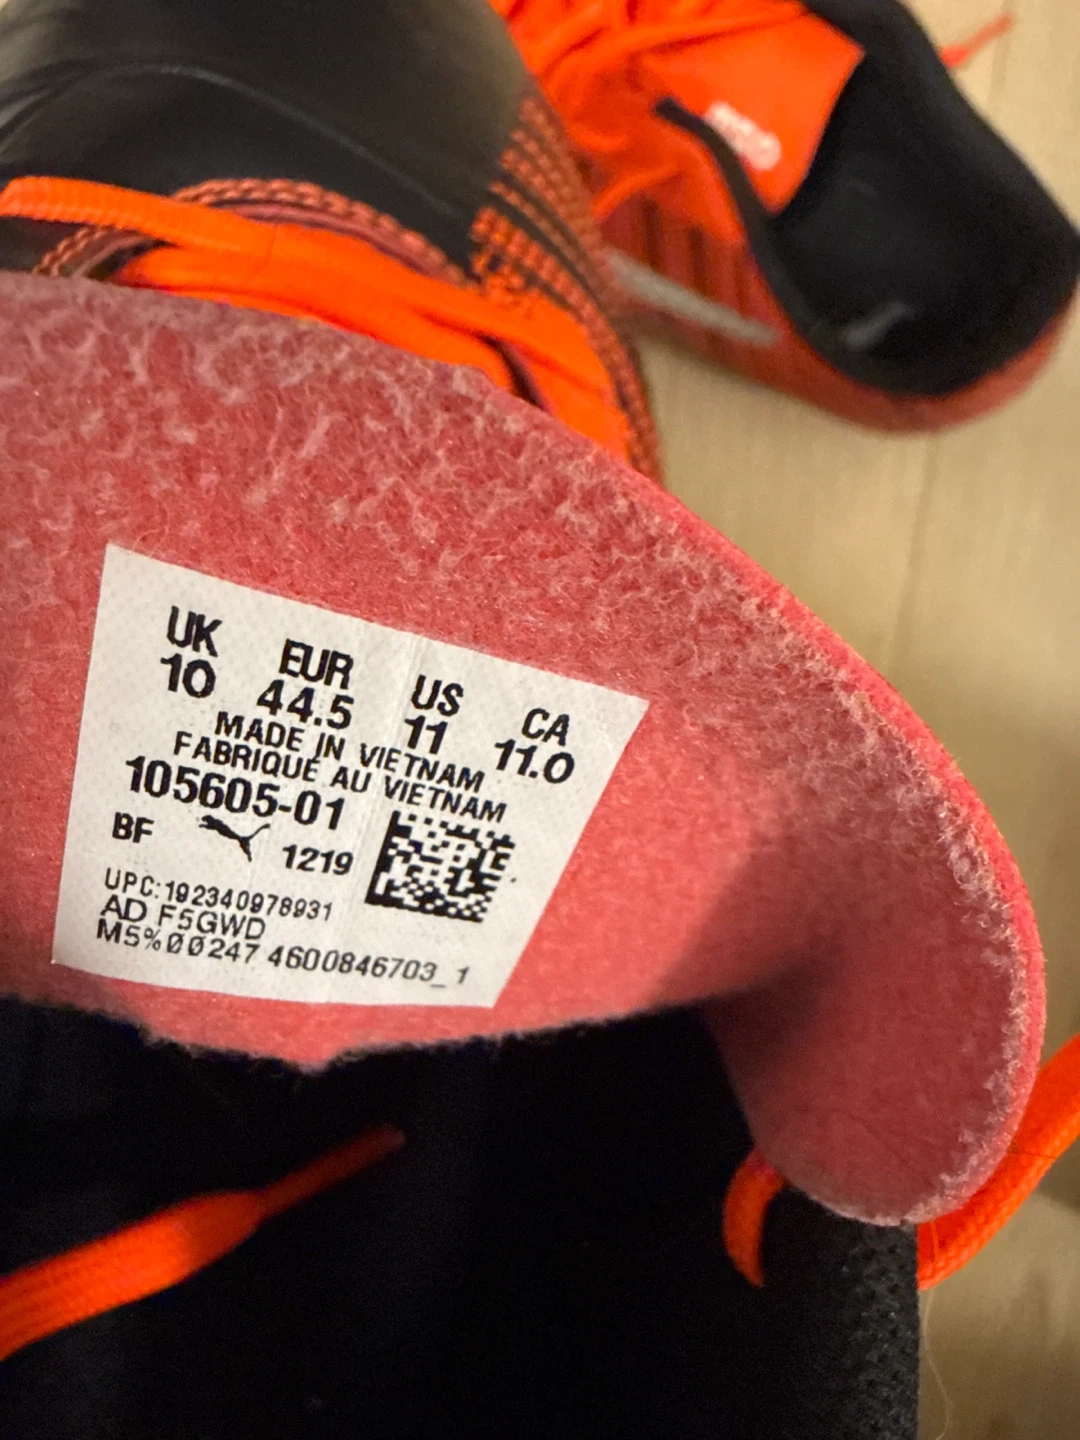 UK EUR US CA
10 44.5 11 11.0
MADE IN VIETNAM
FABRIQUE AU VIETNAM
105605-01
BF 1219
UPC:192340978931
AD F5GWD
M5%00247 4600846703_1